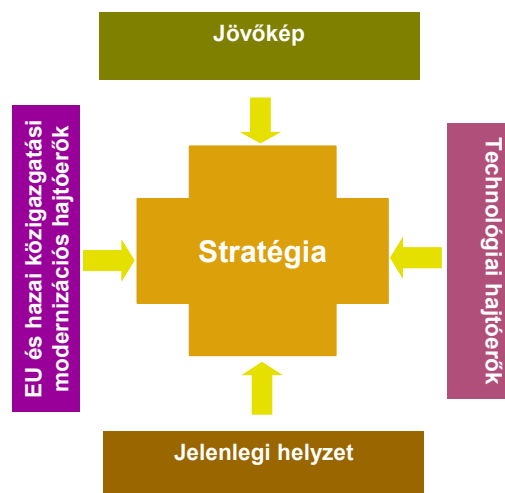 Jövőkép
EU és hazai közigazgatási
modernizációs hajtóerők
Stratégia
Technológiai hajtóerők
Jelenlegi helyzet